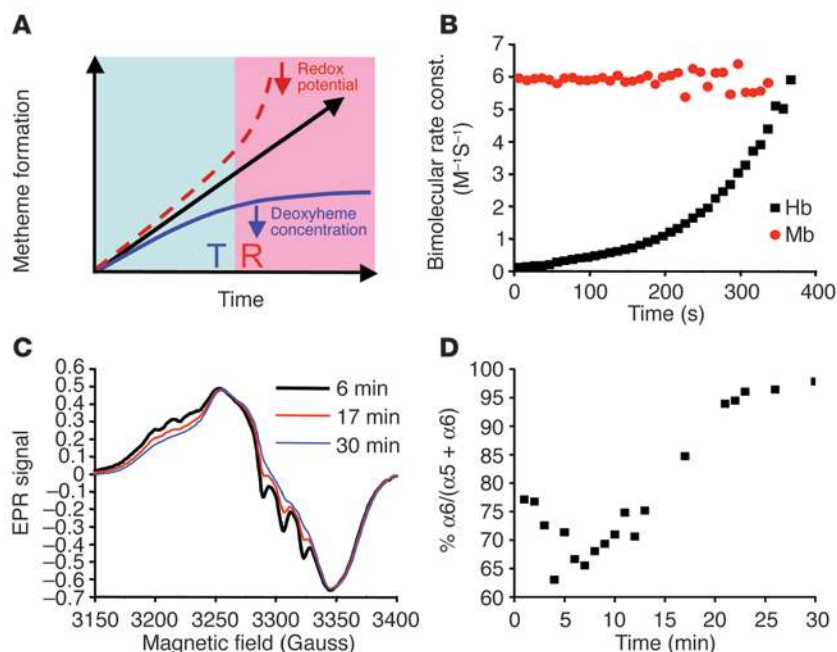 A
Metheme formation
Redox
potential
Deoxyheme
concentration
T R
Time
B
Bimolecular rate const.
(M⁻¹S⁻¹)
7
6
5
4
3
2
1
0
Hb
Mb
0 100 200 300 400
Time (s)
C
EPR signal
0.6
0.5
0.4
0.3
0.2
0.1
0
−0.1
−0.2
−0.3
−0.4
−0.5
−0.6
−0.7
6 min
17 min
30 min
3150 3200 3250 3300 3350 3400
Magnetic field (Gauss)
D
% α6/(α5 + α6)
100
95
90
85
80
75
70
65
60
0 5 10 15 20 25 30
Time (min)